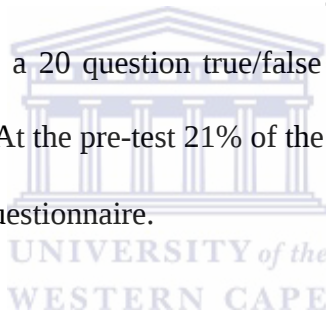 a 20 question true/false
At the pre-test 21% of the
uestionnaire.
UNIVERSITY of the
WESTERN CAPE